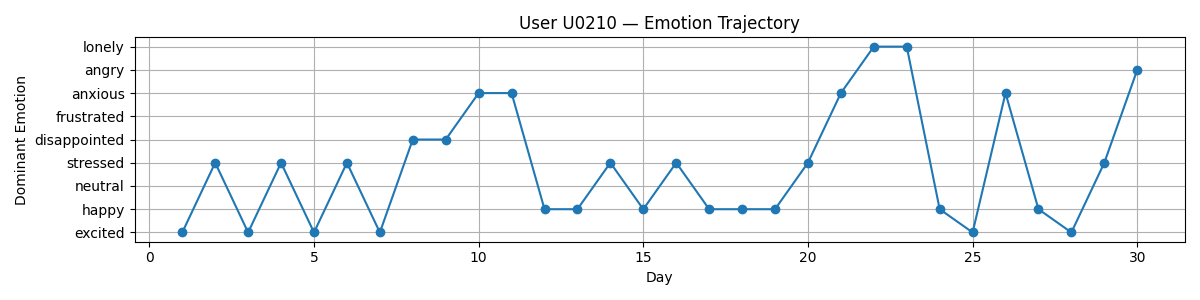 User U0210 — Emotion Trajectory
Dominant Emotion
lonely
angry
anxious
frustrated
disappointed
stressed
neutral
happy
excited
0 5 10 15 20 25 30
Day